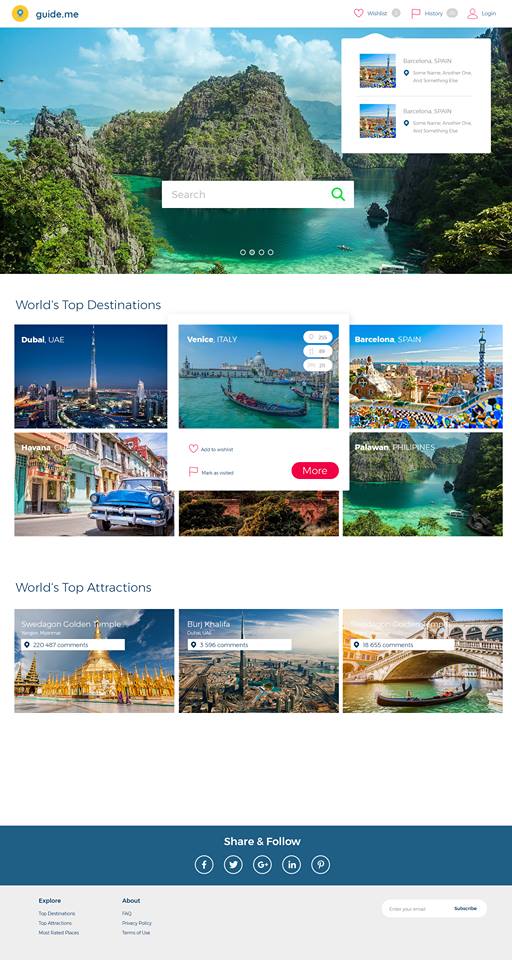 guide.me
Wishlist
History
Login
Barcelona, SPAIN
Some Name, Another One,
And Something Else
Barcelona, SPAIN
Some Name, Another One,
And Something Else
Search
World's Top Destinations
Dubai, UAE
Venice, ITALY
255
89
Barcelona, SPAIN
Havana, CUBA
Add to wishlist
Mark as visited
More
Palawan, PHILIPINES
World's Top Attractions
Swedagon Golden Temple
Yangon, Myanmar
220 487 comments
Burj Khalifa
Dubai, UAE
3 596 comments
Swedagon Golden Temple
18 655 comments
Share & Follow
Explore
Top Destinations
Top Attractions
Most Rated Places
About
FAQ
Privacy Policy
Terms of Use
Enter your email
Subscribe